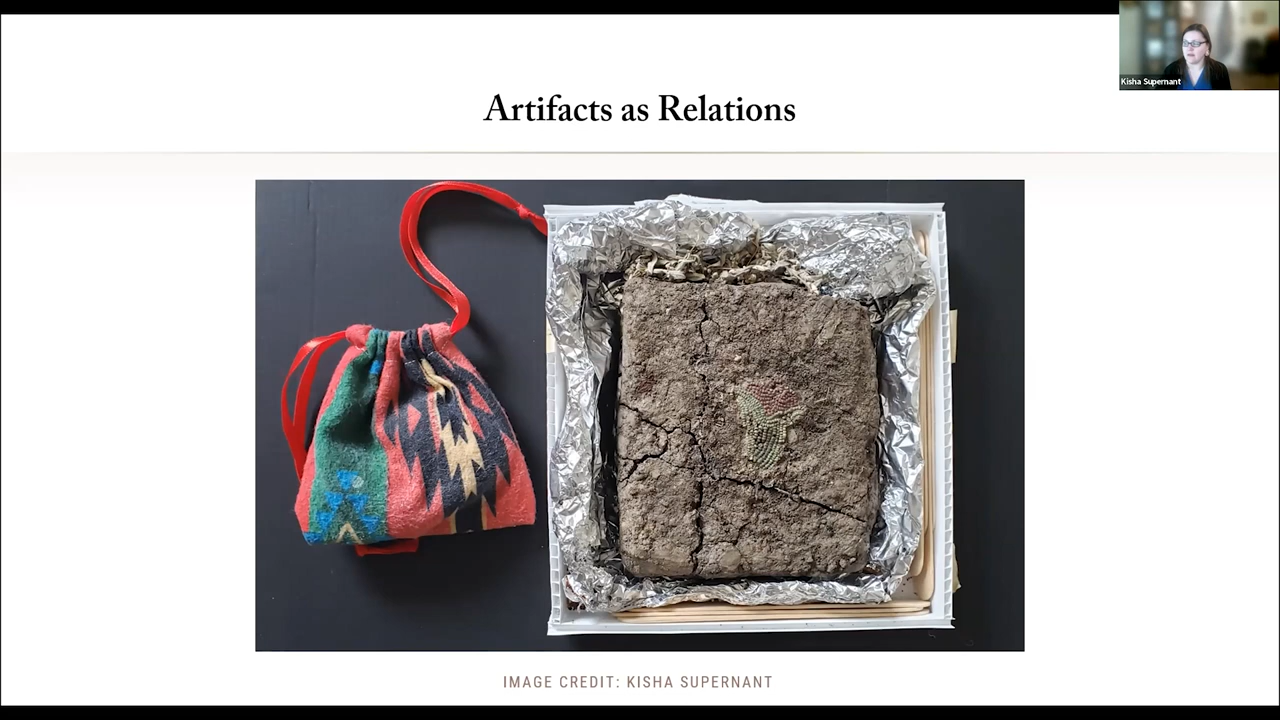 Kisha Supernant
Artifacts as Relations
IMAGE CREDIT: KISHA SUPERNANT